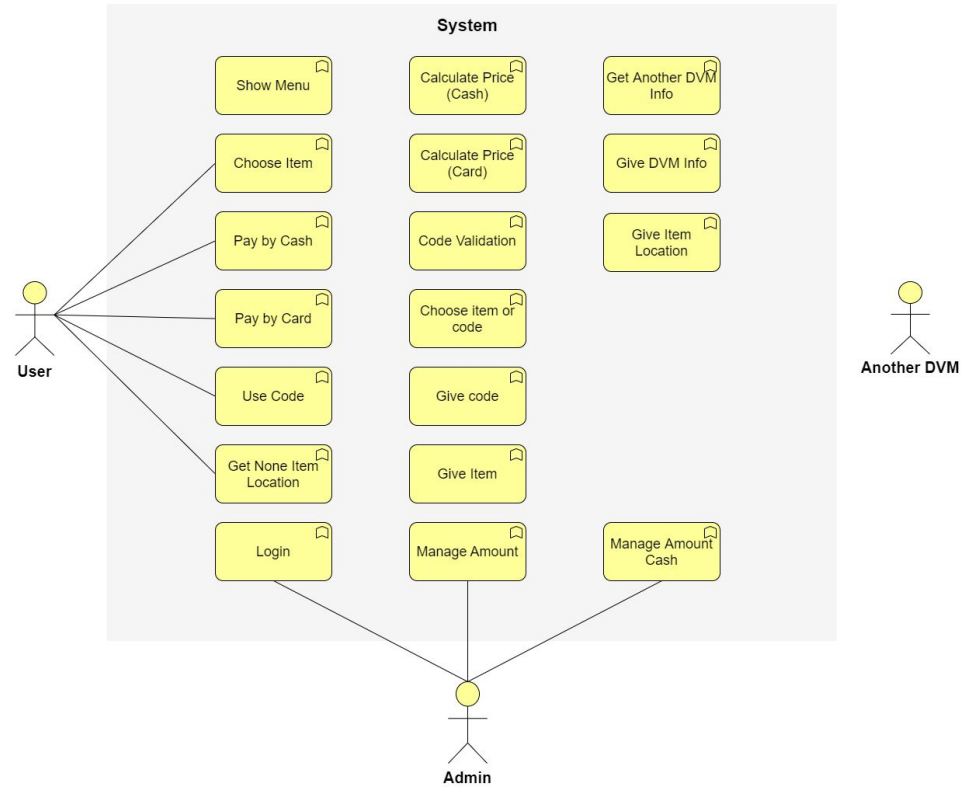 System
Show Menu
Calculate Price
(Cash)
Get Another DVM
Info
Choose Item
Calculate Price
(Card)
Give DVM Info
Pay by Cash
Code Validation
Give Item
Location
Pay by Card
Choose item or
code
User
Another DVM
Use Code
Give code
Get None Item
Location
Give Item
Login
Manage Amount
Manage Amount
Cash
Admin